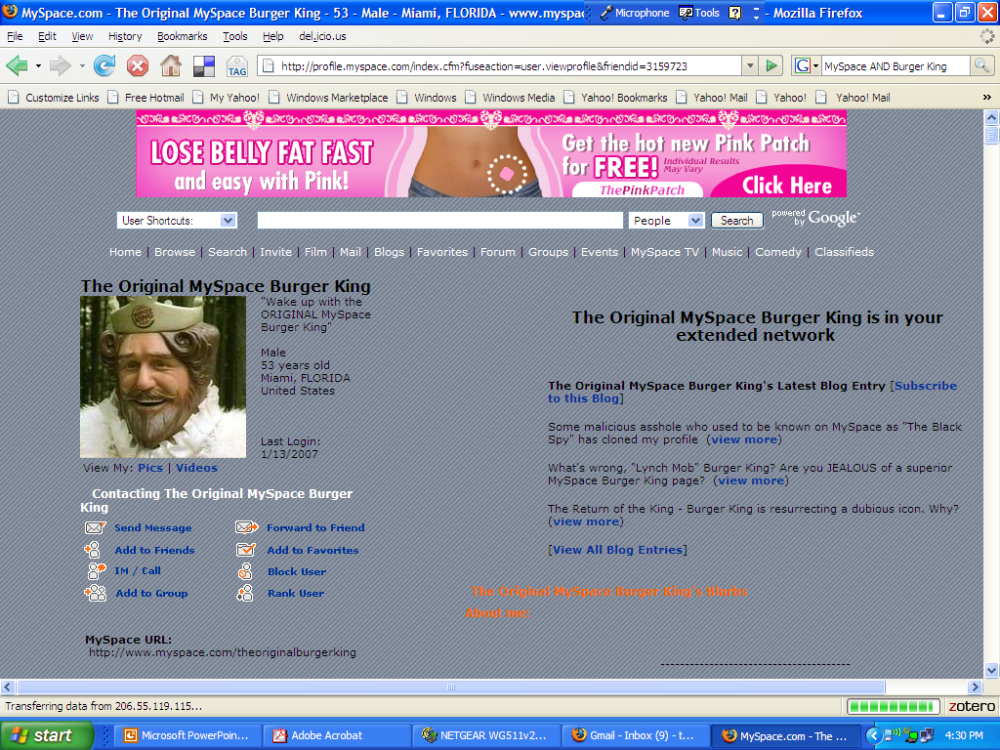 MySpace.com - The Original MySpace Burger King - 53 - Male - Miami, FLORIDA - www.myspac
Microphone Tools
- Mozilla Firefox
File Edit View History Bookmarks Tools Help del.icio.us
TAG
http://profile.myspace.com/index.cfm?fuseaction=user.viewprofile&friendid=3159723
G
MySpace AND Burger King
Customize Links Free Hotmail My Yahoo! Windows Marketplace Windows Windows Media Yahoo! Bookmarks Yahoo! Mail Yahoo! Yahoo! Mail »
LOSE BELLY FAT FAST
and easy with Pink!
Get the hot new Pink Patch
for FREE! Individual Results May Vary
ThePinkPatch
Click Here
User Shortcuts: People Search powered by Google
Home | Browse | Search | Invite | Film | Mail | Blogs | Favorites | Forum | Groups | Events | MySpace TV | Music | Comedy | Classifieds
The Original MySpace Burger King
"Wake up with the
ORIGINAL MySpace
Burger King"
Male
53 years old
Miami, FLORIDA
United States
Last Login:
1/13/2007
View My: Pics | Videos
Contacting The Original MySpace Burger
King
Send Message Forward to Friend
Add to Friends Add to Favorites
IM / Call Block User
Add to Group Rank User
MySpace URL:
http://www.myspace.com/theoriginalburgerking
The Original MySpace Burger King is in your
extended network
The Original MySpace Burger King's Latest Blog Entry [Subscribe
to this Blog]
Some malicious asshole who used to be known on MySpace as "The Black
Spy" has cloned my profile (view more)
What's wrong, "Lynch Mob" Burger King? Are you JEALOUS of a superior
MySpace Burger King page? (view more)
The Return of the King - Burger King is resurrecting a dubious icon. Why?
(view more)
[View All Blog Entries]
The Original MySpace Burger King's Blurbs
About me:
---------------------------------------
Transferring data from 206.55.119.115...
zotero
start Microsoft PowerPoin... Adobe Acrobat NETGEAR WG511v2... Gmail - Inbox (9) - t... MySpace.com - The ... 4:30 PM